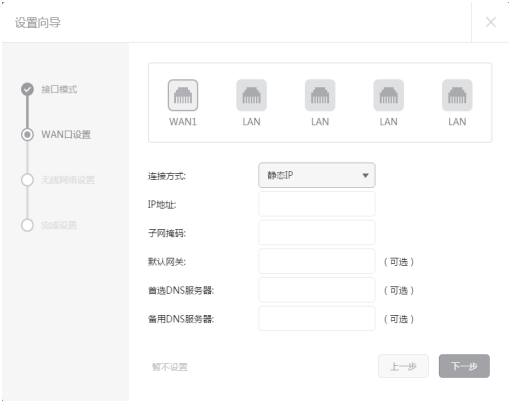 设置向导
接口模式
WAN口设置
无线网络设置
完成设置
WAN1 LAN LAN LAN LAN
连接方式: 静态IP
IP地址:
子网掩码:
默认网关: (可选)
首选DNS服务器: (可选)
备用DNS服务器: (可选)
暂不设置 上一步 下一步